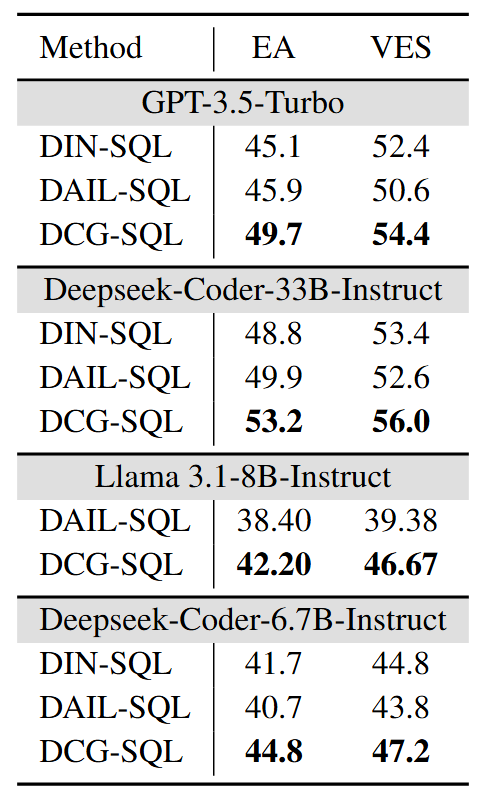 Method EA VES
GPT-3.5-Turbo
DIN-SQL 45.1 52.4
DAIL-SQL 45.9 50.6
DCG-SQL 49.7 54.4
Deepseek-Coder-33B-Instruct
DIN-SQL 48.8 53.4
DAIL-SQL 49.9 52.6
DCG-SQL 53.2 56.0
Llama 3.1-8B-Instruct
DAIL-SQL 38.40 39.38
DCG-SQL 42.20 46.67
Deepseek-Coder-6.7B-Instruct
DIN-SQL 41.7 44.8
DAIL-SQL 40.7 43.8
DCG-SQL 44.8 47.2